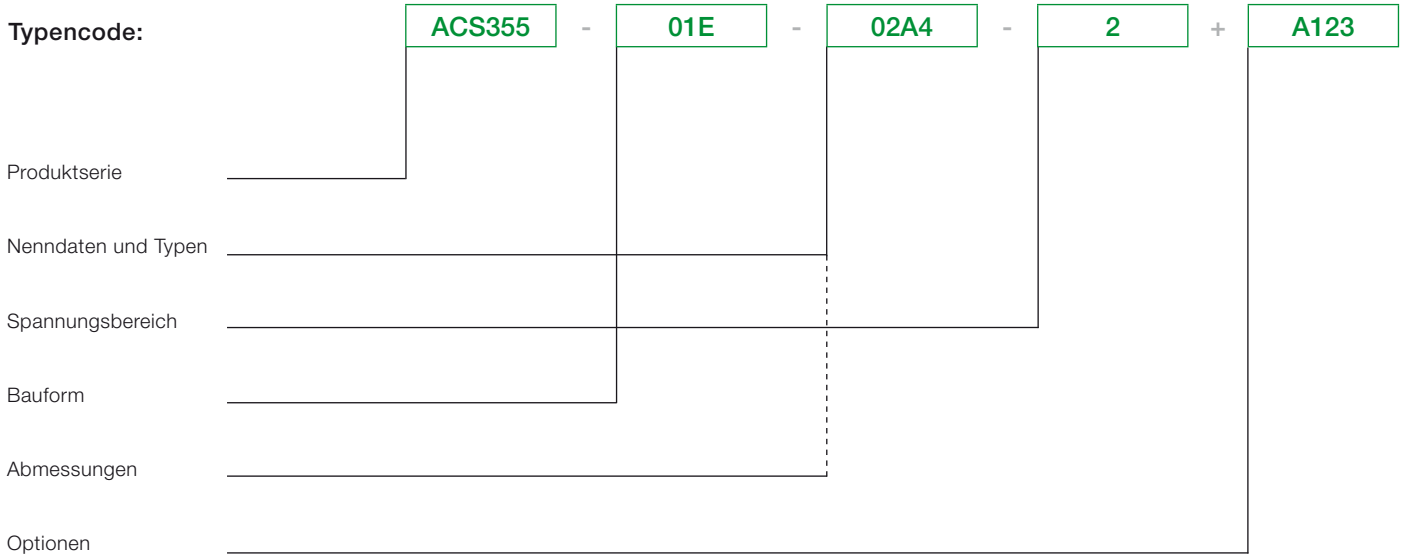 Typencode: ACS355 - 01E - 02A4 - 2 + A123
Produktserie
Nenndaten und Typen
Spannungsbereich
Bauform
Abmessungen
Optionen